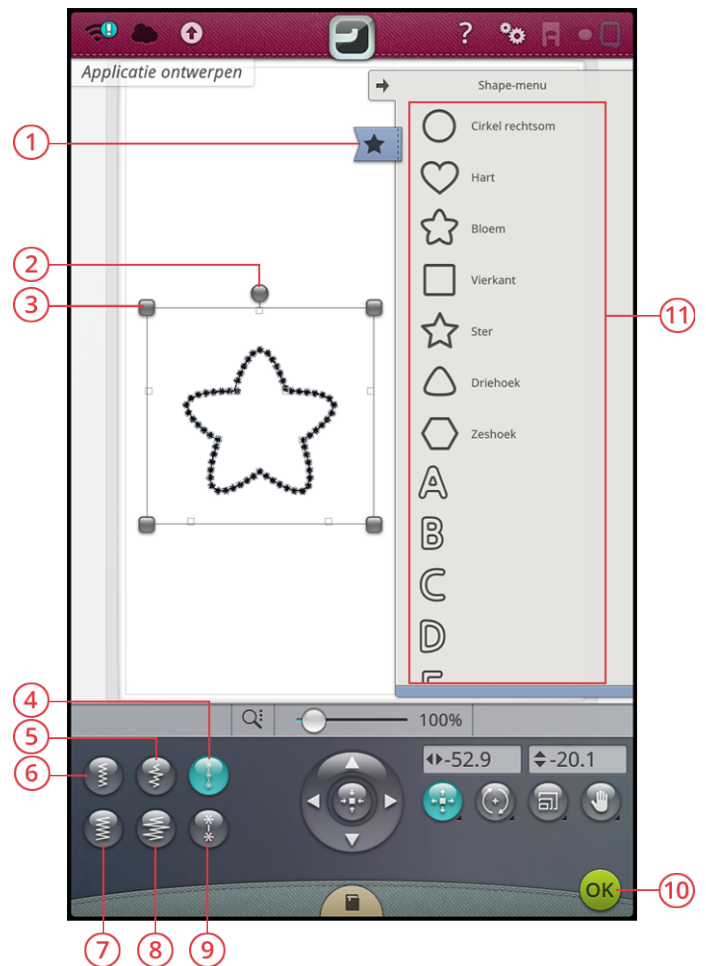 ?
Applicatie ontwerpen
Shape-menu
1
Cirkel rechtsom
Hart
2
Bloem
3
Vierkant
11
Ster
Driehoek
Zeshoek
A
B
C
D
4
100%
5
6
-52.9
-20.1
OK
10
7
8
9